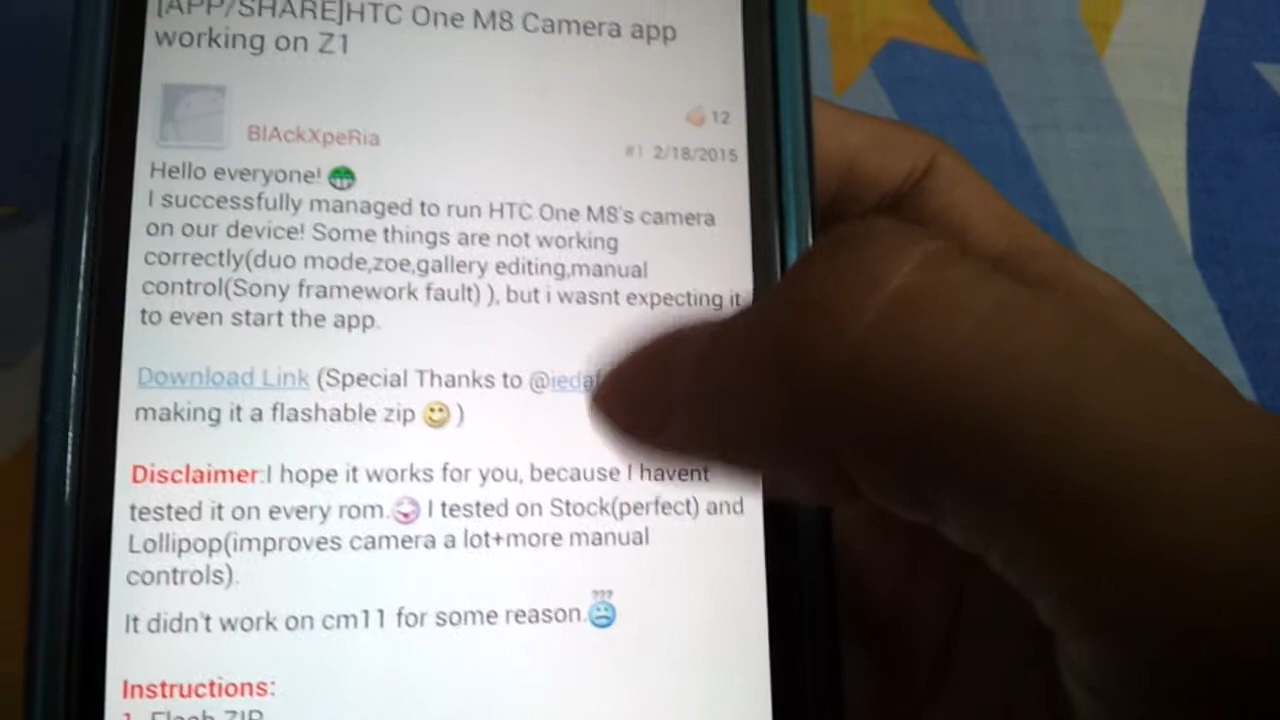 [APP/SHARE]HTC One M8 Camera app
working on Z1
12
BlAckXpeRia
#1 2/18/2015
Hello everyone!
I successfully managed to run HTC One M8's camera
on our device! Some things are not working
correctly(duo mode,zoe,gallery editing,manual
control(Sony framework fault) ), but i wasnt expecting it
to even start the app.
Download Link (Special Thanks to
making it a flashable zip )
Disclaimer:I hope it works for you, because I havent
tested it on every rom. I tested on Stock(perfect) and
Lollipop(improves camera a lot+more manual
controls).
It didn't work on cm11 for some reason.
???
Instructions:
1. Flash ZIP